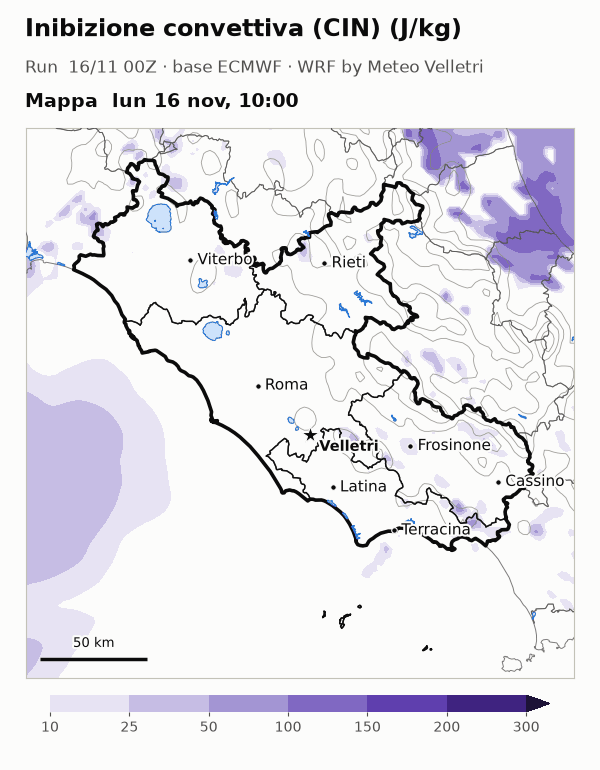 Inibizione convettiva (CIN) (J/kg)
Run 16/11 00Z · base ECMWF · WRF by Meteo Velletri
Mappa lun 16 nov, 10:00
Viterbo
Rieti
Roma
Velletri
Frosinone
Cassino
Latina
Terracina
50 km
10 25 50 100 150 200 300